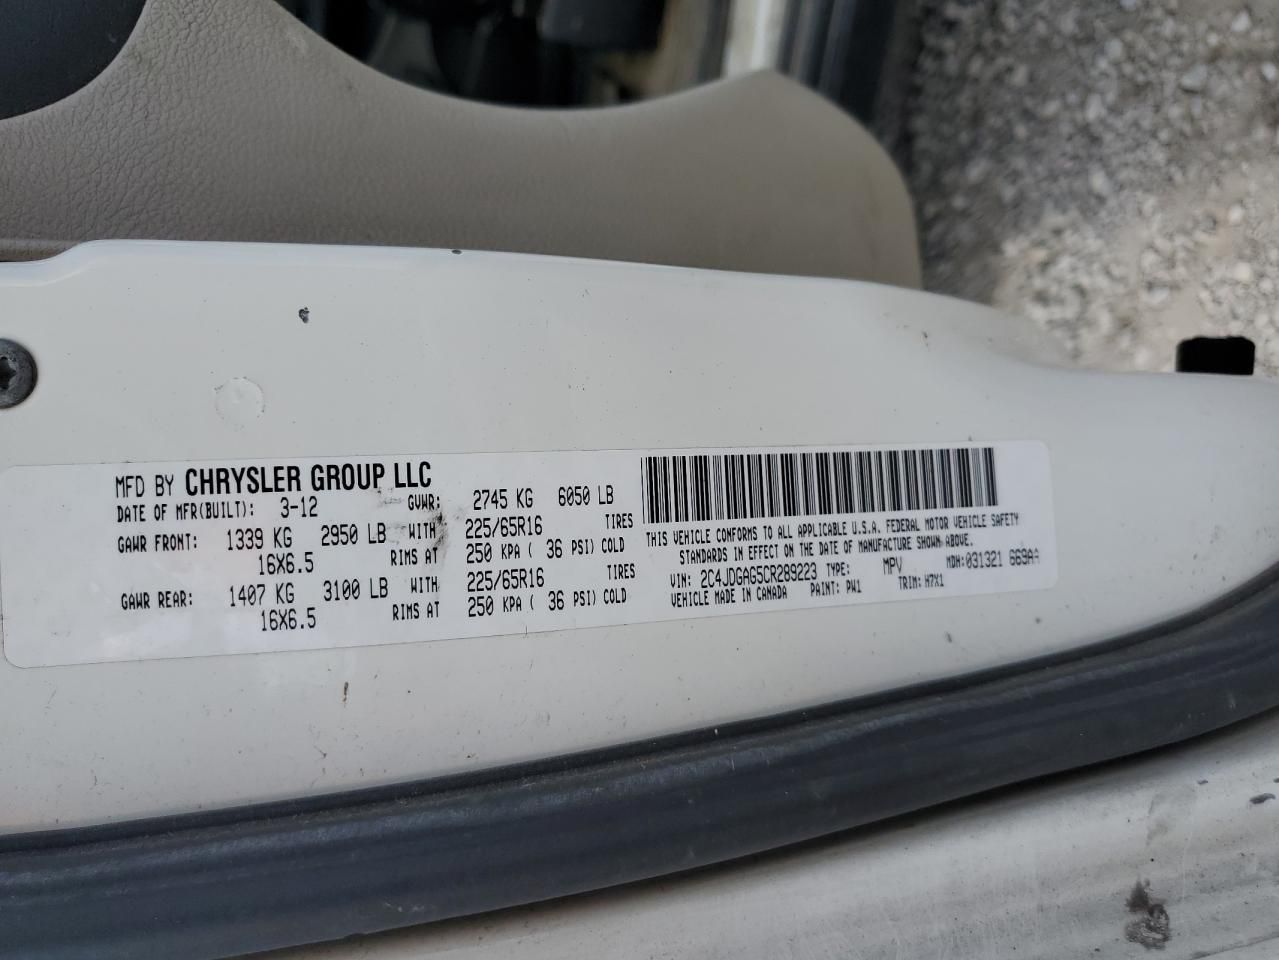 MFD BY CHRYSLER GROUP LLC
DATE OF MFR(BUILT): 3-12 GVWR: 2745 KG 6050 LB
GAWR FRONT: 1339 KG 2950 LB WITH 225/65R16 TIRES
16X6.5 RIMS AT 250 KPA ( 36 PSI) COLD
GAWR REAR: 1407 KG 3100 LB WITH 225/65R16 TIRES
16X6.5 RIMS AT 250 KPA ( 36 PSI) COLD
THIS VEHICLE CONFORMS TO ALL APPLICABLE U.S.A. FEDERAL MOTOR VEHICLE SAFETY
STANDARDS IN EFFECT ON THE DATE OF MANUFACTURE SHOWN ABOVE.
VIN: 2C4JDGAG5CR289223 TYPE: MPV MDH: 031321 669AA
VEHICLE MADE IN CANADA PAINT: PW1 TRIM: H7X1